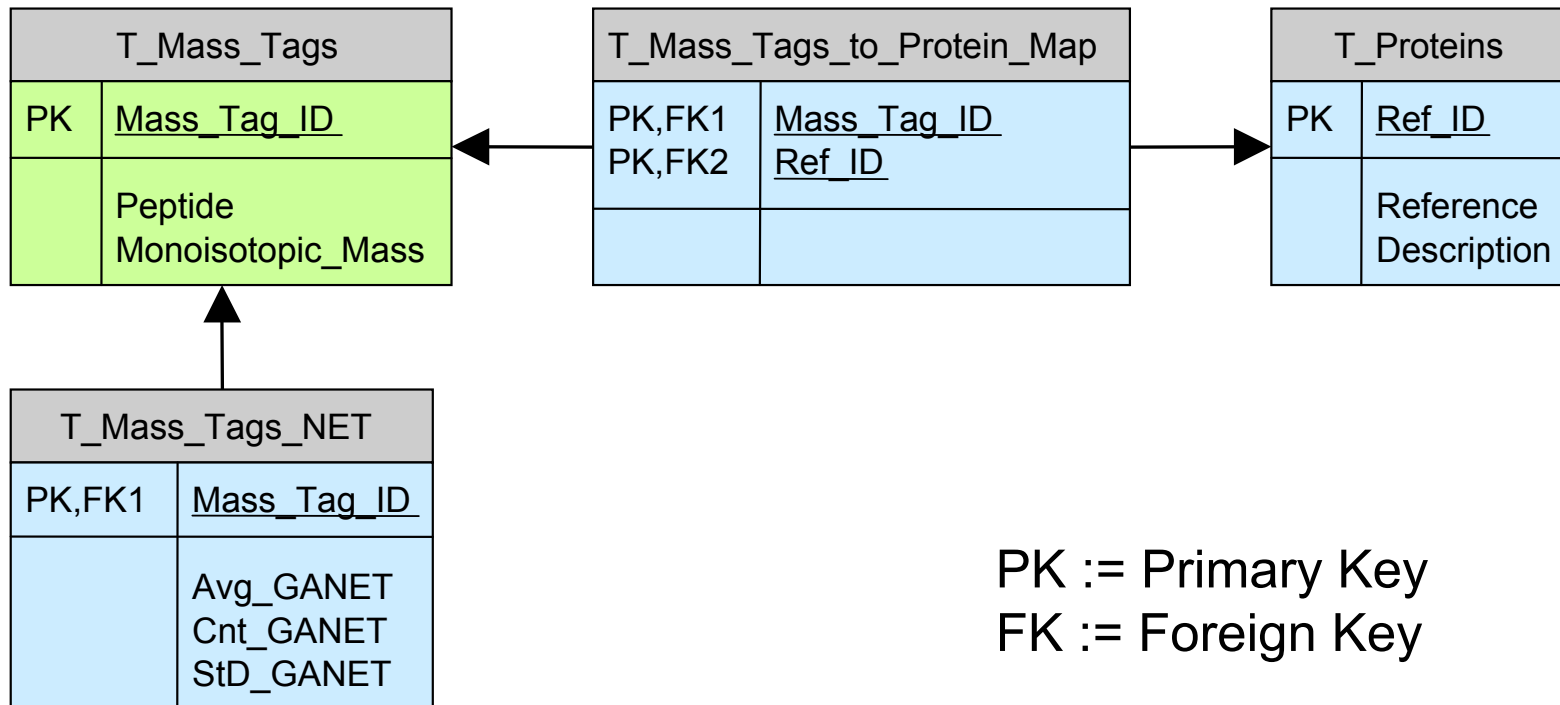 T_Mass_Tags
PK Mass_Tag_ID
Peptide
Monoisotopic_Mass
T_Mass_Tags_to_Protein_Map
PK,FK1 Mass_Tag_ID
PK,FK2 Ref_ID
T_Proteins
PK Ref_ID
Reference
Description
T_Mass_Tags_NET
PK,FK1 Mass_Tag_ID
Avg_GANET
Cnt_GANET
StD_GANET
PK := Primary Key
FK := Foreign Key